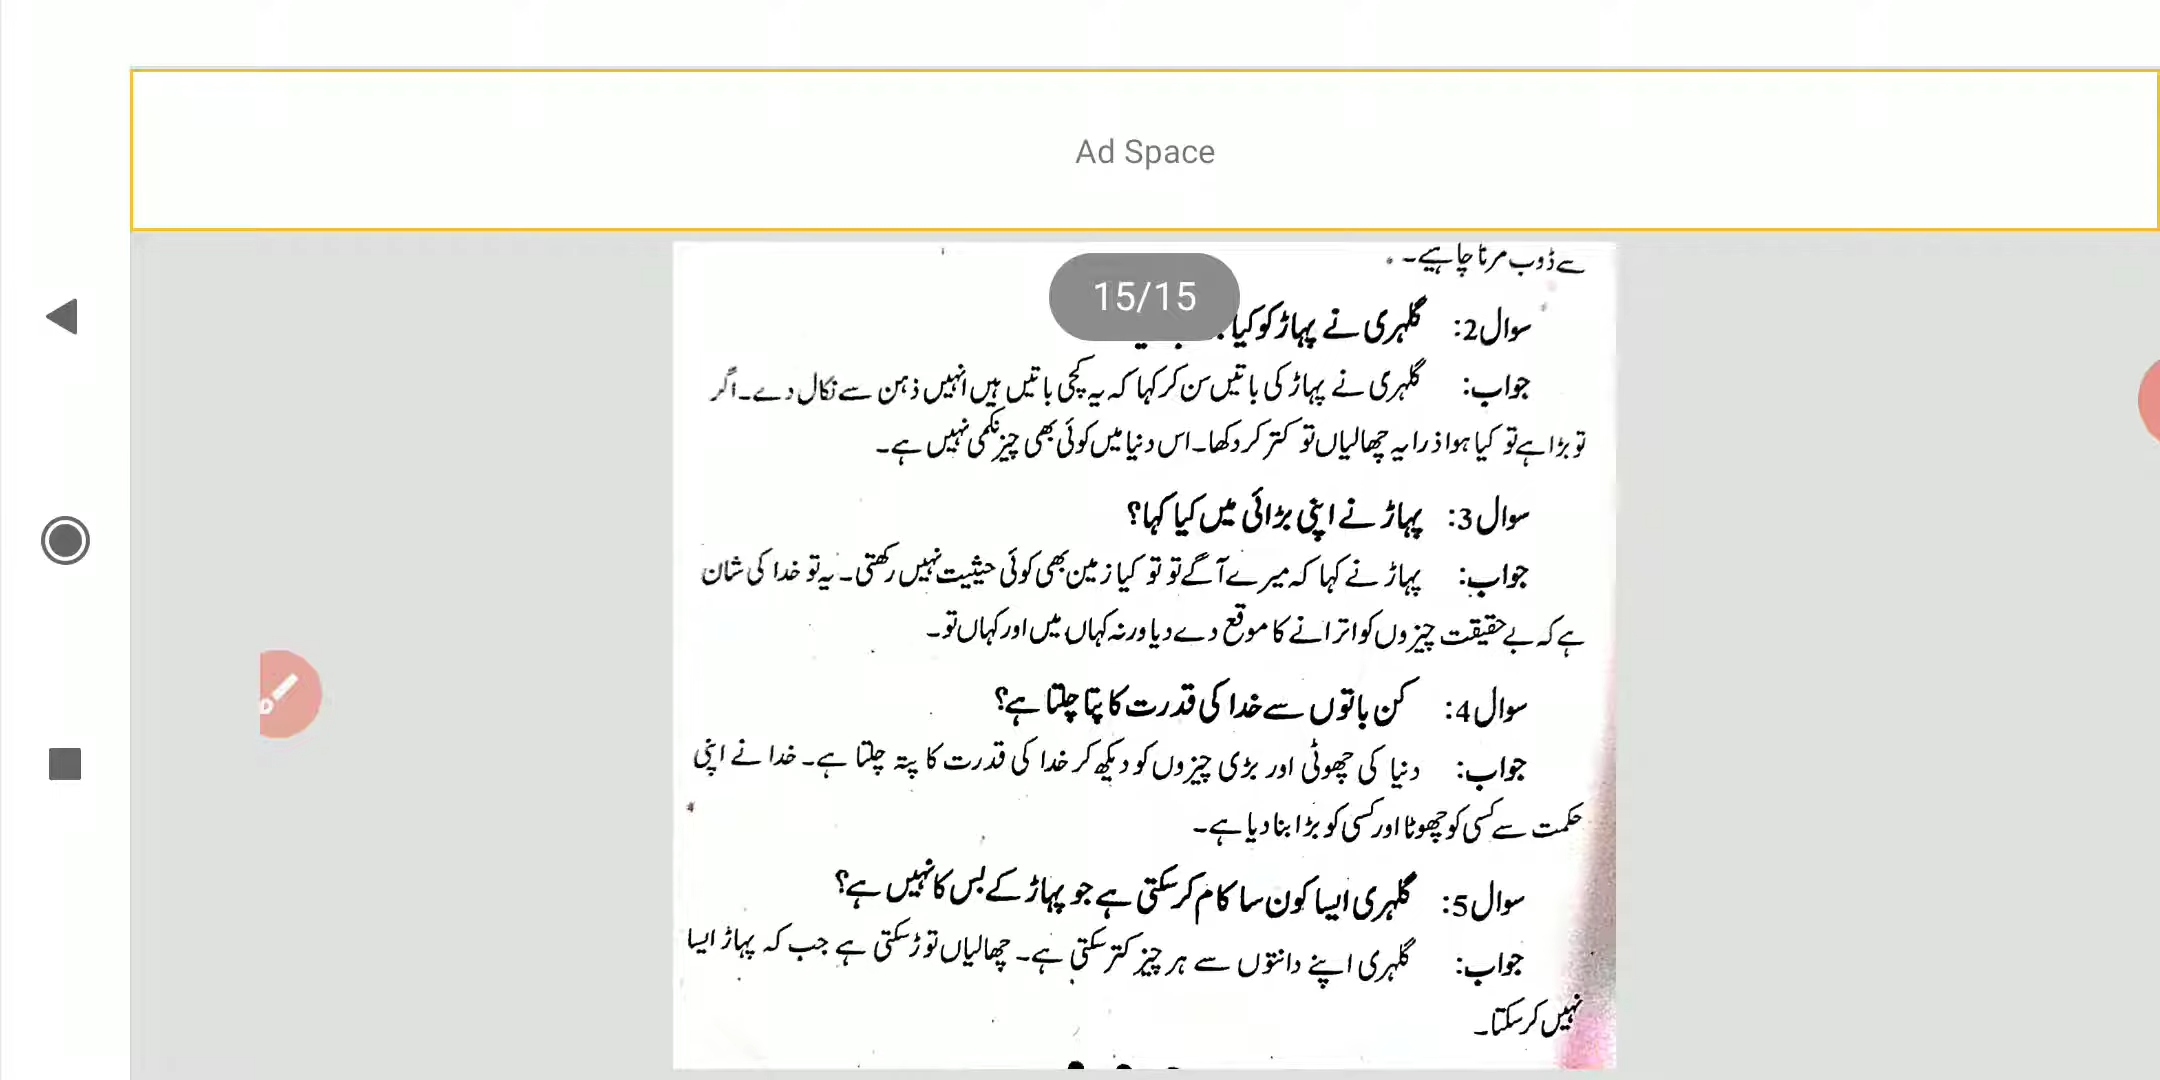 Ad Space
سے ڈوب مرنا چاہیے۔
15/15
سوال2: گلہری نے پہاڑ کو کیا
جواب: گلہری نے پہاڑ کی باتیں سن کر کہا کہ یہ کچی باتیں ہیں انہیں ذہن سے نکال دے۔ اگر
تو بڑا ہے تو کیا ہوا ذرا یہ چھالیاں تو کتر کر دکھا۔ اس دنیا میں کوئی بھی چیز نکمی نہیں ہے۔
سوال3: پہاڑ نے اپنی بڑائی میں کیا کہا؟
جواب: پہاڑ نے کہا کہ میرے آگے تو تو کیا زمین بھی کوئی حیثیت نہیں رکھتی۔ یہ تو خدا کی شان
ہے کہ بے حقیقت چیزوں کو اترانے کا موقع دے دیا ورنہ کہاں میں اور کہاں تو۔
سوال4: کن باتوں سے خدا کی قدرت کا پتا چلتا ہے؟
جواب: دنیا کی چھوٹی اور بڑی چیزوں کو دیکھ کر خدا کی قدرت کا پتہ چلتا ہے۔ خدا نے اپنی
حکمت سے کسی کو چھوٹا اور کسی کو بڑا بنا دیا ہے۔
سوال5: گلہری ایسا کون سا کام کر سکتی ہے جو پہاڑ کے بس کا نہیں ہے؟
جواب: گلہری اپنے دانتوں سے ہر چیز کتر سکتی ہے۔ چھالیاں توڑ سکتی ہے جب کہ پہاڑ ایسا
نہیں کر سکتا۔